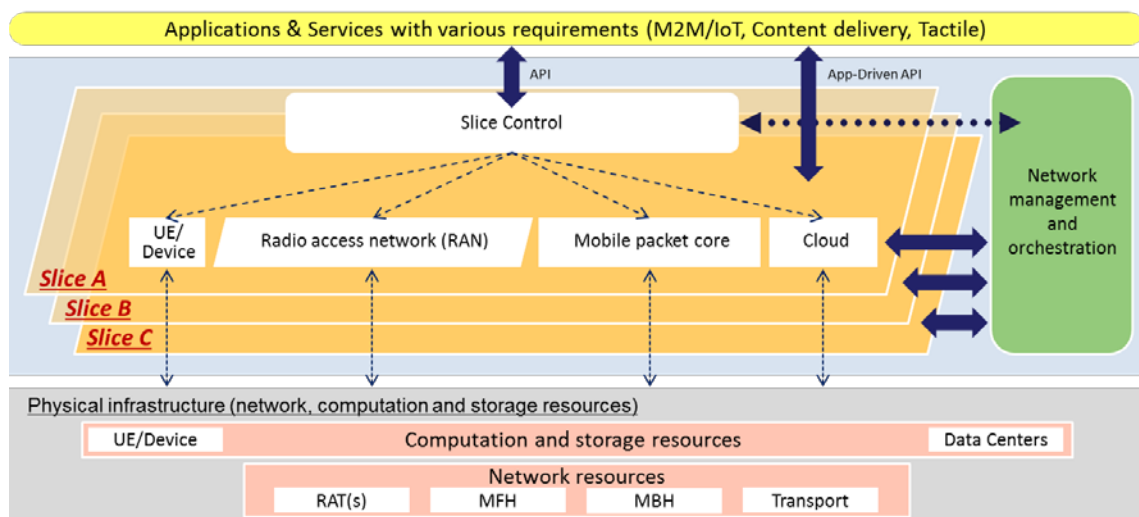 Applications & Services with various requirements (M2M/IoT, Content delivery, Tactile)
API
App-Driven API
Slice Control
Network
management
and
orchestration
UE/
Device
Radio access network (RAN)
Mobile packet core
Cloud
Slice A
Slice B
Slice C
Physical infrastructure (network, computation and storage resources)
UE/Device
Computation and storage resources
Data Centers
Network resources
RAT(s)
MFH
MBH
Transport